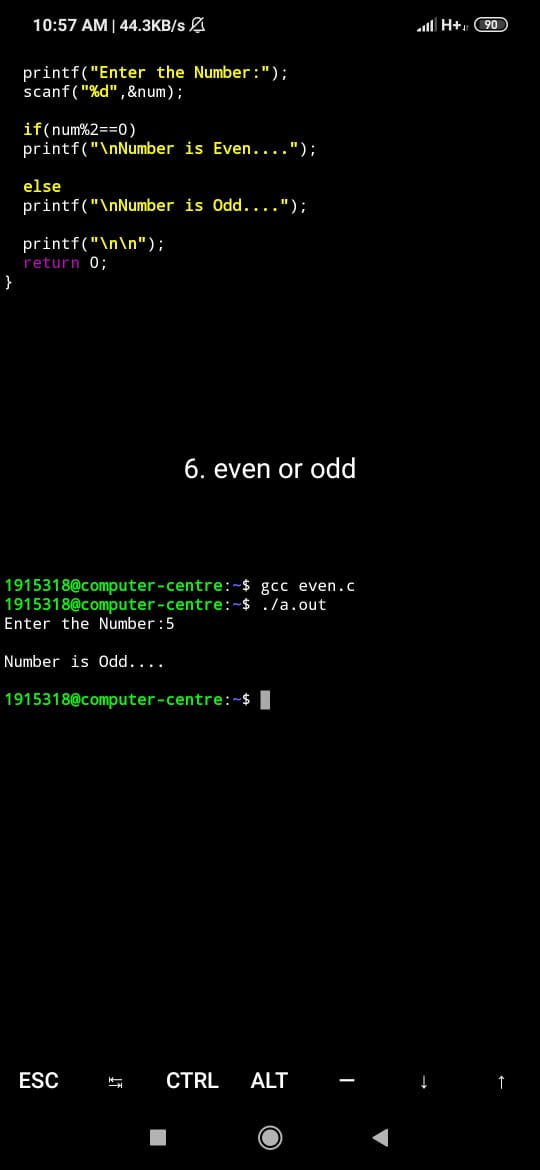 10:57 AM | 44.3KB/s H+ 90
printf("Enter the Number:");
scanf("%d",&num);
if(num%2==0)
printf("\nNumber is Even....");
else
printf("\nNumber is Odd....");
printf("\n\n");
return 0;
}
6. even or odd
1915318@computer-centre:~$ gcc even.c
1915318@computer-centre:~$ ./a.out
Enter the Number:5
Number is Odd....
1915318@computer-centre:~$
ESC ↹ CTRL ALT — ↓ ↑